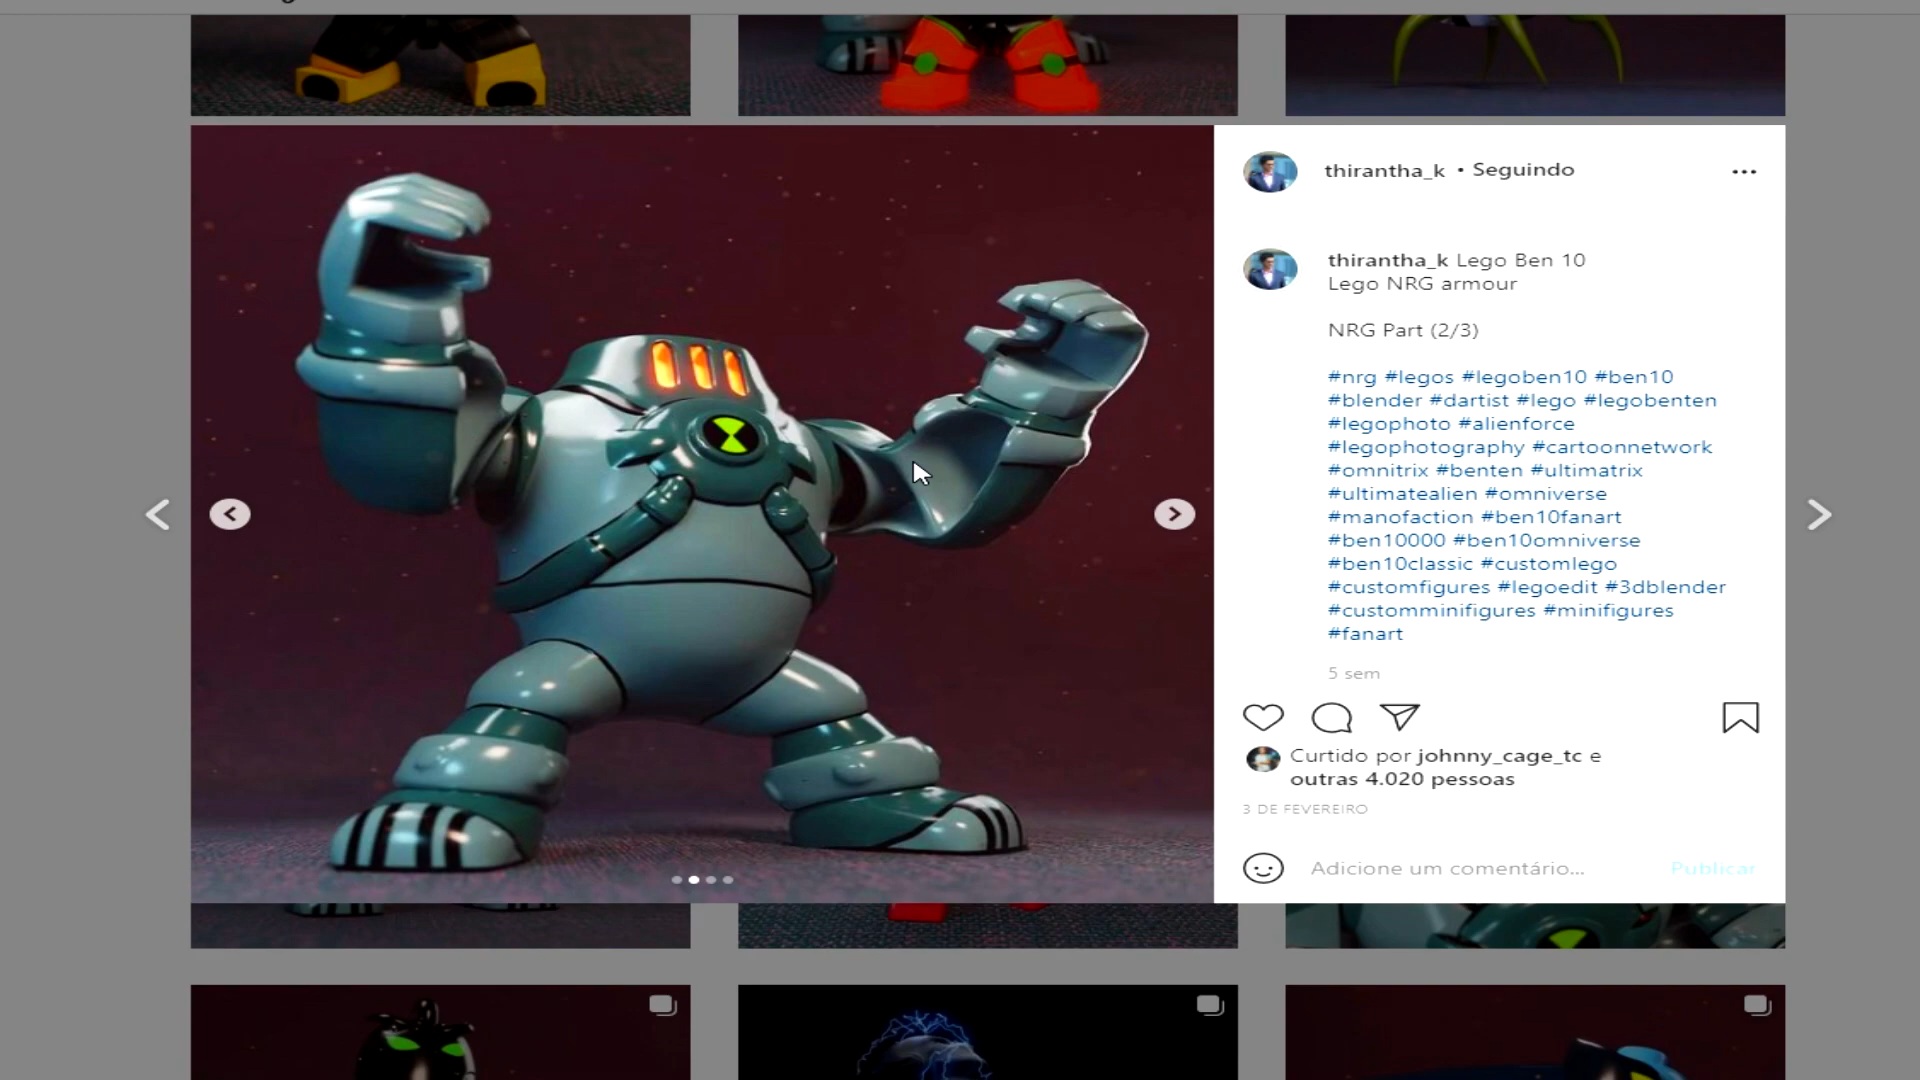 thirantha_k • Seguindo
thirantha_k Lego Ben 10
Lego NRG armour
NRG Part (2/3)
#nrg #legos #legoben10 #ben10
#blender #dartist #lego #legobenten
#legophoto #alienforce
#legophotography #cartoonnetwork
#omnitrix #benten #ultimatrix
#ultimatealien #omniverse
#manofaction #ben10fanart
#ben10000 #ben10omniverse
#ben10classic #customlego
#customfigures #legoedit #3dblender
#customminifigures #minifigures
#fanart
5 sem
Curtido por johnny_cage_tc e
outras 4.020 pessoas
3 DE FEVEREIRO
Adicione um comentário... Publicar